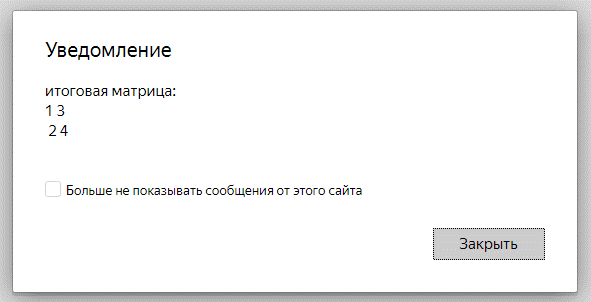 Уведомление
итоговая матрица:
1 3
2 4
Больше не показывать сообщения от этого сайта
Закрыть